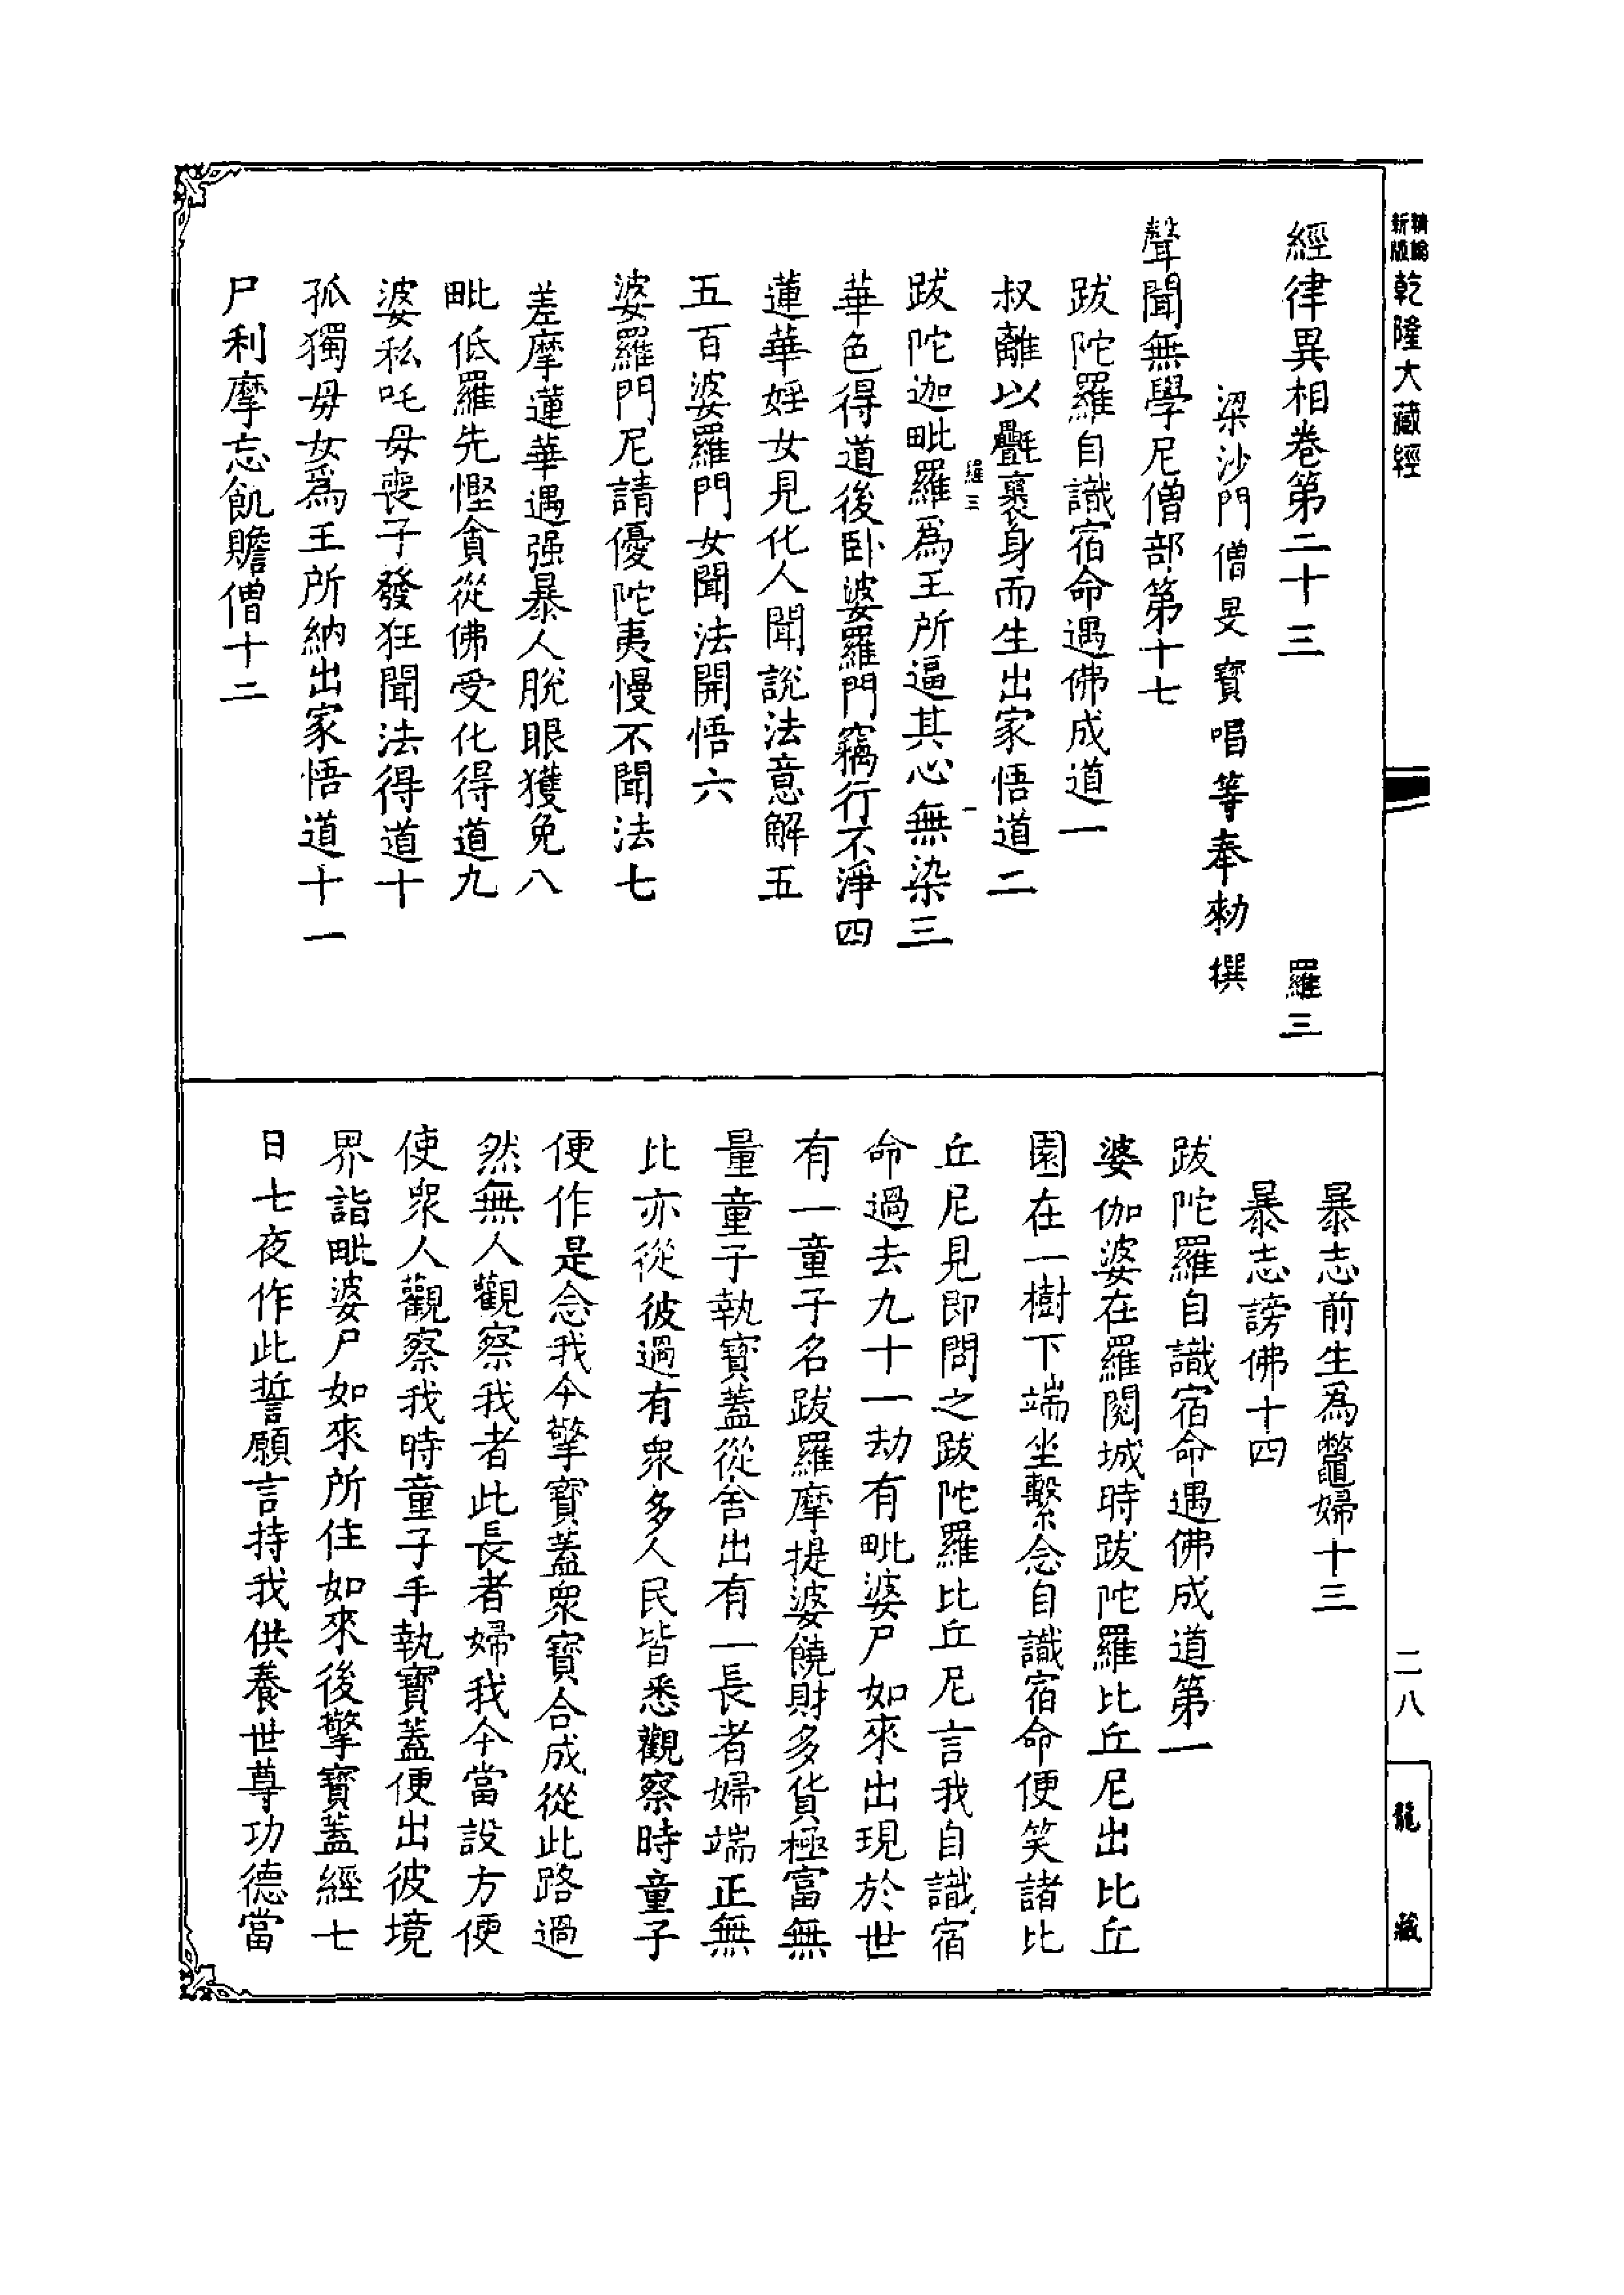 新版
精編
乾隆大藏經
二八
龍藏
經律異相卷第二十三　羅三
梁沙門僧旻寶唱等奉勅撰
聲聞無學尼僧部第十七
跋陀羅自識宿命遇佛成道一
叔離以㲲裹身而生出家悟道二
羅三　一
跋陀迦毗羅為王所逼其心無染三
華色得道後卧婆羅門竊行不淨四
蓮華婬女見化人聞說法意解五
五百婆羅門女聞法開悟六
婆羅門尼請優陀夷慢不聞法七
差摩蓮華遇强暴人脫眼獲免八
毗低羅先慳貪從佛受化得道九
婆私吒母喪子發狂聞法得道十
孤獨母女為王所納出家悟道十一
尸利摩忘飢贍僧十二
暴志前生為鼈婦十三
暴志謗佛十四
跋陀羅自識宿命遇佛成道第一
婆伽婆在羅閱城時跋陀羅比丘尼出比丘
園在一樹下端坐繫念自識宿命便笑諸比
丘尼見即問之跋陀羅比丘尼言我自識宿
命過去九十一劫有毗婆尸如來出現於世
有一童子名跋羅摩提婆饒財多貨極富無
量童子執寶蓋從舍出有一長者婦端正無
比亦從彼過有衆多人民皆悉觀察時童子
便作是念我今擎寶蓋衆寶合成從此路過
然無人觀察我者此長者婦我今當設方便
使衆人觀察我時童子手執寶蓋便出彼境
界詣毗婆尸如來所住如來後擎寶蓋經七
日七夜作此誓願言持我供養世尊功德當